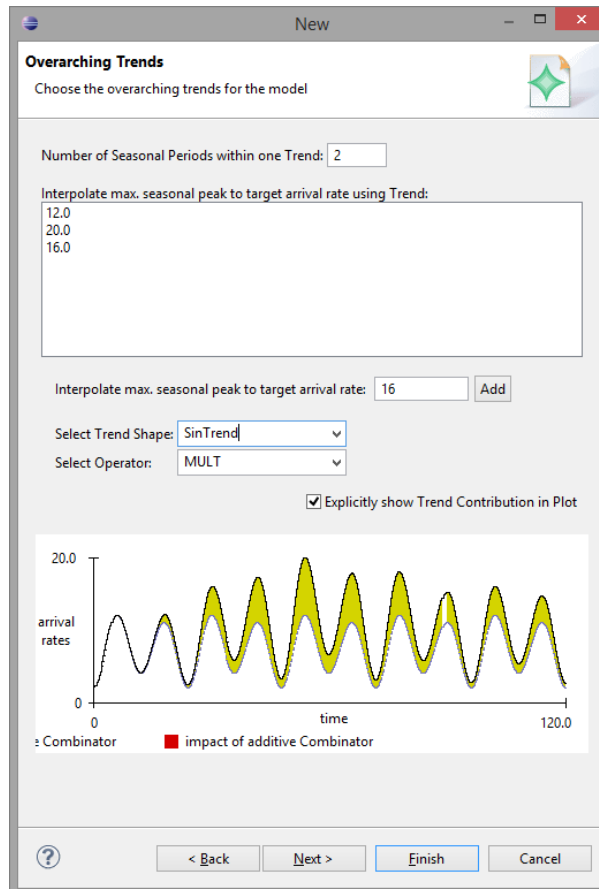 New
Overarching Trends
Choose the overarching trends for the model
Number of Seasonal Periods within one Trend: 2
Interpolate max. seasonal peak to target arrival rate using Trend:
12.0
20.0
16.0
Interpolate max. seasonal peak to target arrival rate: 16 Add
Select Trend Shape: SinTrend
Select Operator: MULT
Explicitly show Trend Contribution in Plot
20.0
arrival
rates
0
0 time 120.0
e Combinator impact of additive Combinator
? < Back Next > Finish Cancel